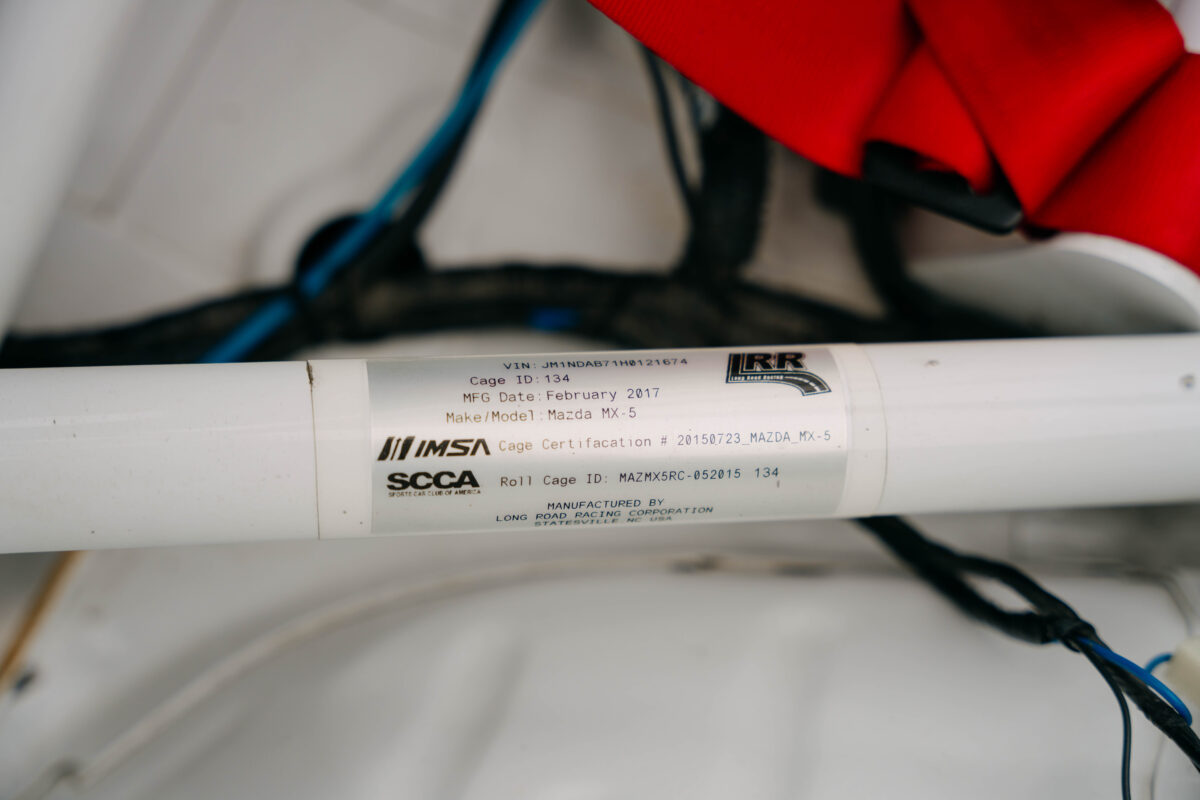 VIN: JM1NDAB71H0121674
LRR
Long Road Racing
Cage ID: 134
MFG Date: February 2017
Make/Model: Mazda MX-5
IMSA Cage Certifacation # 20150723_MAZDA_MX-5
SCCA Roll Cage ID: MAZMX5RC-052015 134
SPORTS CAR CLUB OF AMERICA
MANUFACTURED BY
LONG ROAD RACING CORPORATION
STATESVILLE NC USA